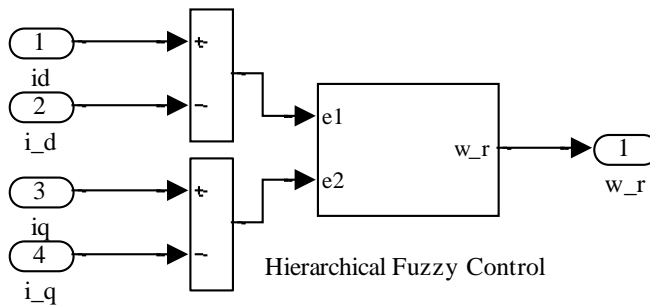 1
+
id
-
2
i_d
e1
w_r
1
w_r
3
+
e2
iq
-
4
i_q
Hierarchical Fuzzy Control